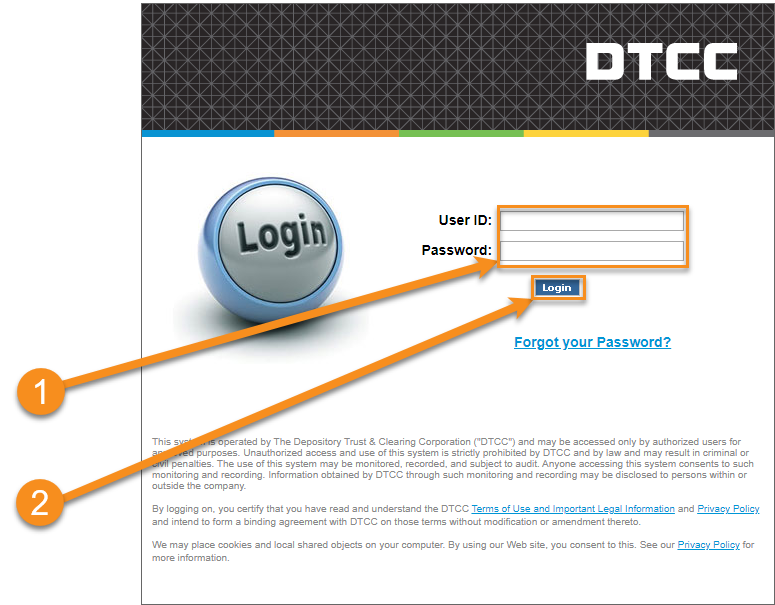 DTCC
Login
User ID:
Password:
Login
Forgot your Password?
1
2
This system is operated by The Depository Trust & Clearing Corporation ("DTCC") and may be accessed only by authorized users for
approved purposes. Unauthorized access and use of this system is strictly prohibited by DTCC and by law and may result in criminal or
civil penalties. The use of this system may be monitored, recorded, and subject to audit. Anyone accessing this system consents to such
monitoring and recording. Information obtained by DTCC through such monitoring and recording may be disclosed to persons within or
outside the company.
By logging on, you certify that you have read and understand the DTCC Terms of Use and Important Legal Information and Privacy Policy
and intend to form a binding agreement with DTCC on those terms without modification or amendment thereto.
We may place cookies and local shared objects on your computer. By using our Web site, you consent to this. See our Privacy Policy for
more information.